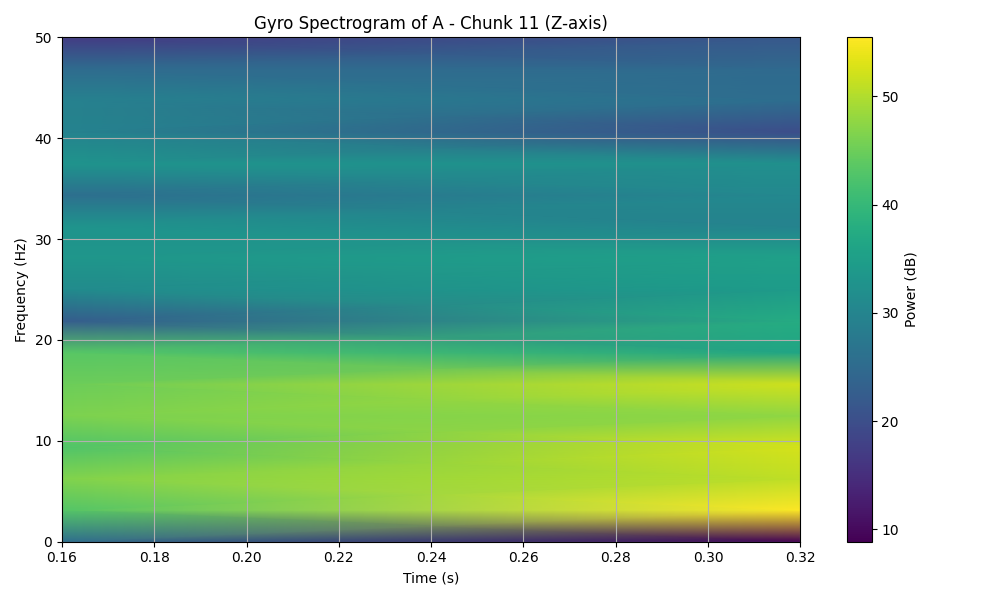 Gyro Spectrogram of A - Chunk 11 (Z-axis)
50
40
30
20
10
0
Frequency (Hz)
0.16 0.18 0.20 0.22 0.24 0.26 0.28 0.30 0.32
Time (s)
50
40
30
20
10
Power (dB)